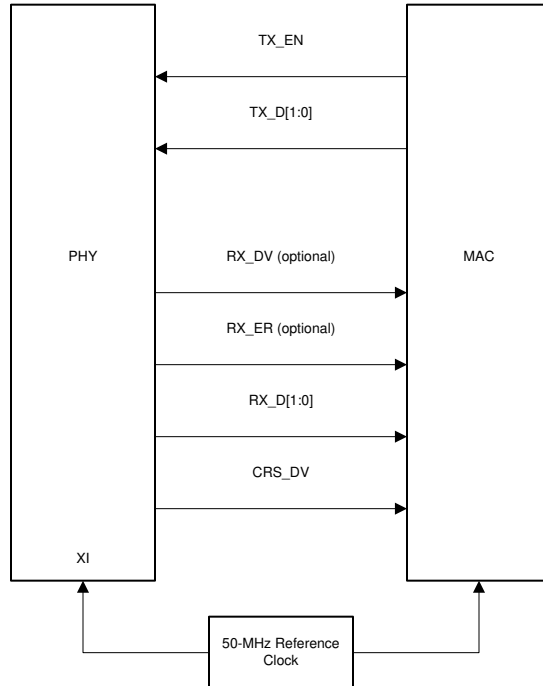 TX_EN
TX_D[1:0]
PHY
RX_DV (optional)
MAC
RX_ER (optional)
RX_D[1:0]
CRS_DV
XI
50-MHz Reference
Clock